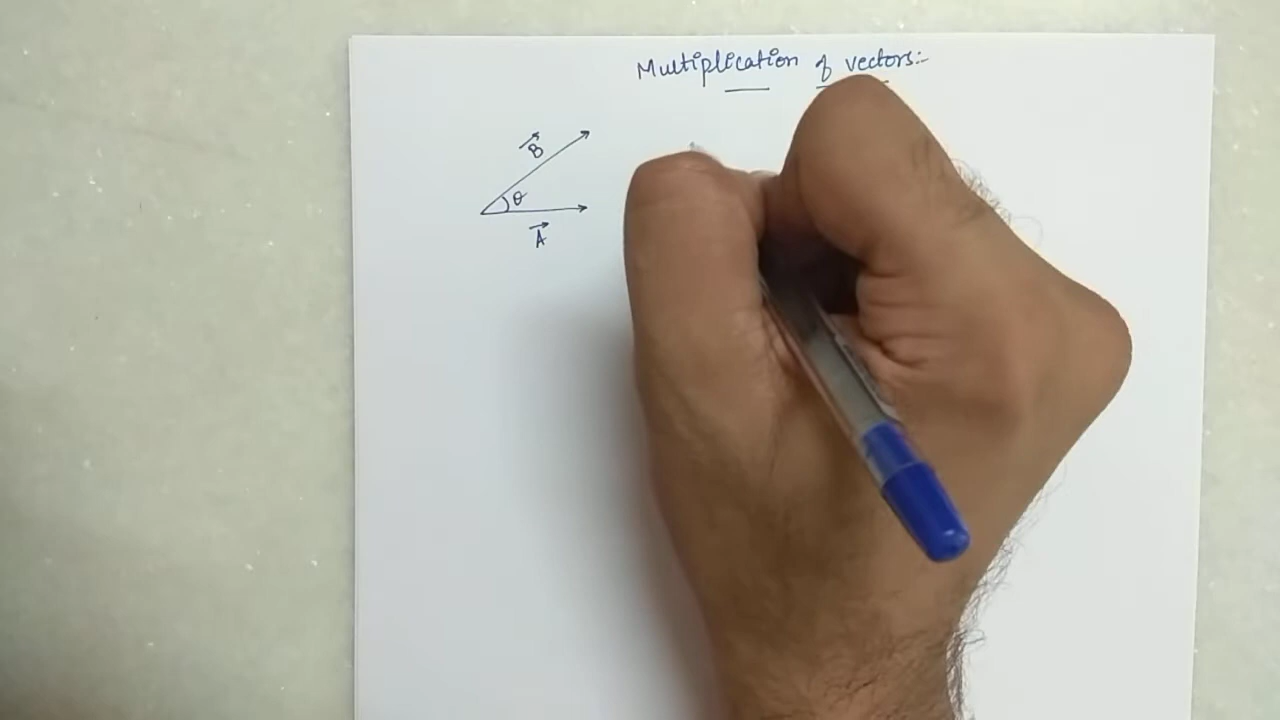 Multiplication of vectors:-
B
θ
A